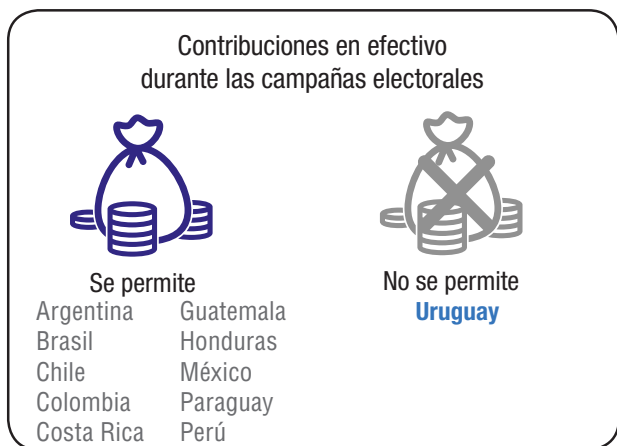 Contribuciones en efectivo
durante las campañas electorales
Se permite
Argentina
Brasil
Chile
Colombia
Costa Rica
Guatemala
Honduras
México
Paraguay
Perú
No se permite
Uruguay